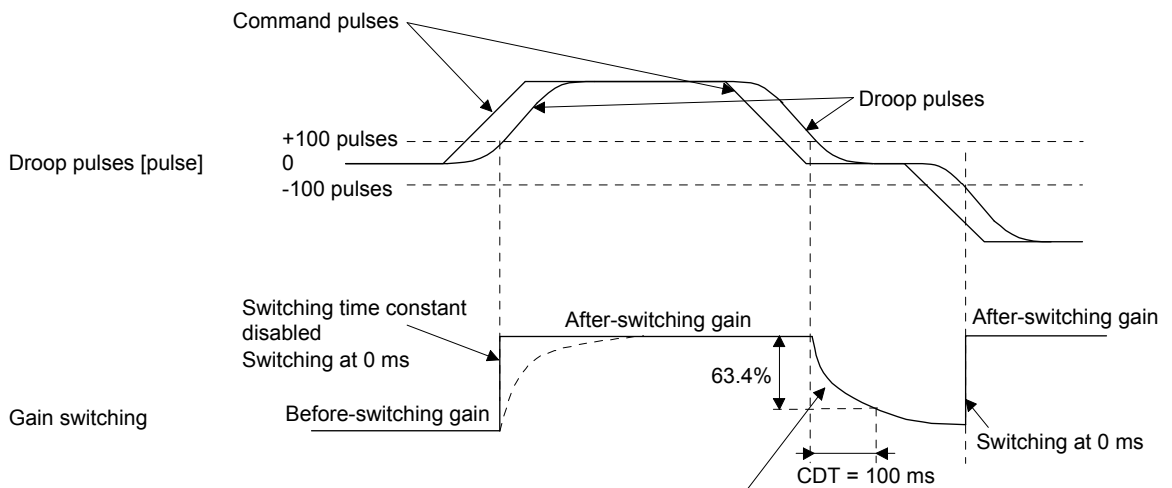 Command pulses
Droop pulses
+100 pulses
Droop pulses [pulse]
0
-100 pulses
Switching time constant
disabled
Switching at 0 ms
After-switching gain
After-switching gain
63.4%
Gain switching
Before-switching gain
Switching at 0 ms
CDT = 100 ms